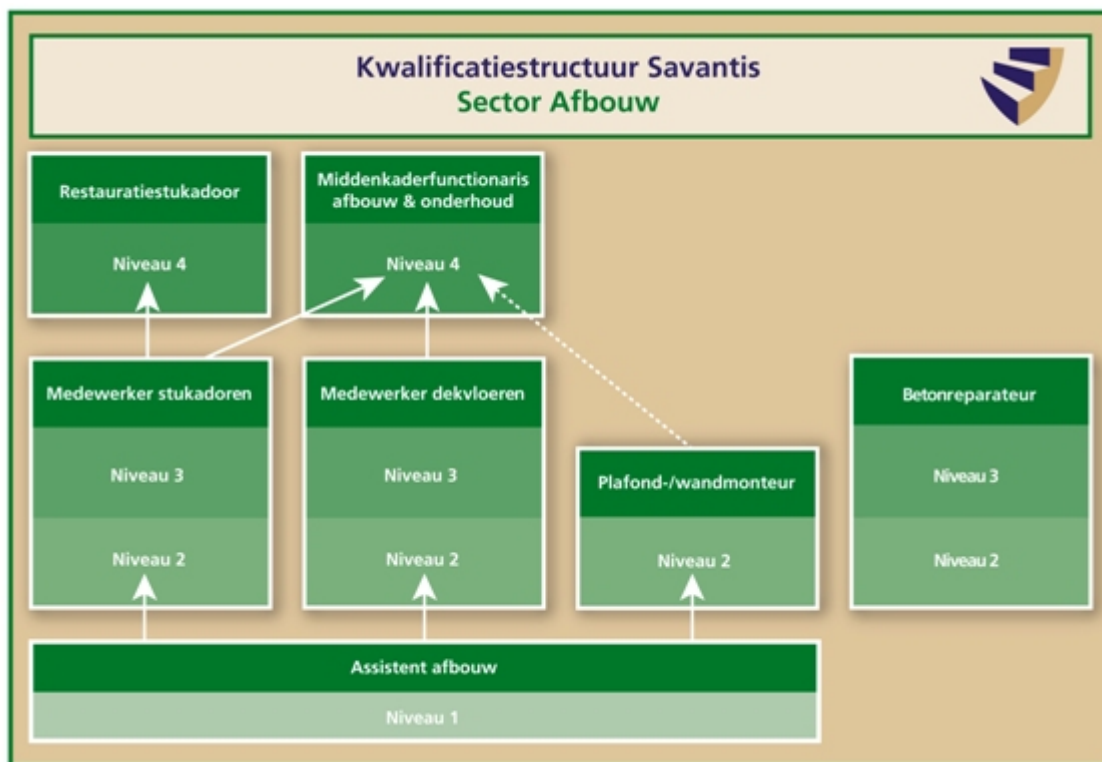 Kwalificatiestructuur Savantis
Sector Afbouw
Restauratiestukadoor
Niveau 4
Middenkaderfunctionaris
afbouw & onderhoud
Niveau 4
Medewerker stukadoren
Niveau 3
Niveau 2
Medewerker dekvloeren
Niveau 3
Niveau 2
Plafond-/wandmonteur
Niveau 2
Betonreparateur
Niveau 3
Niveau 2
Assistent afbouw
Niveau 1